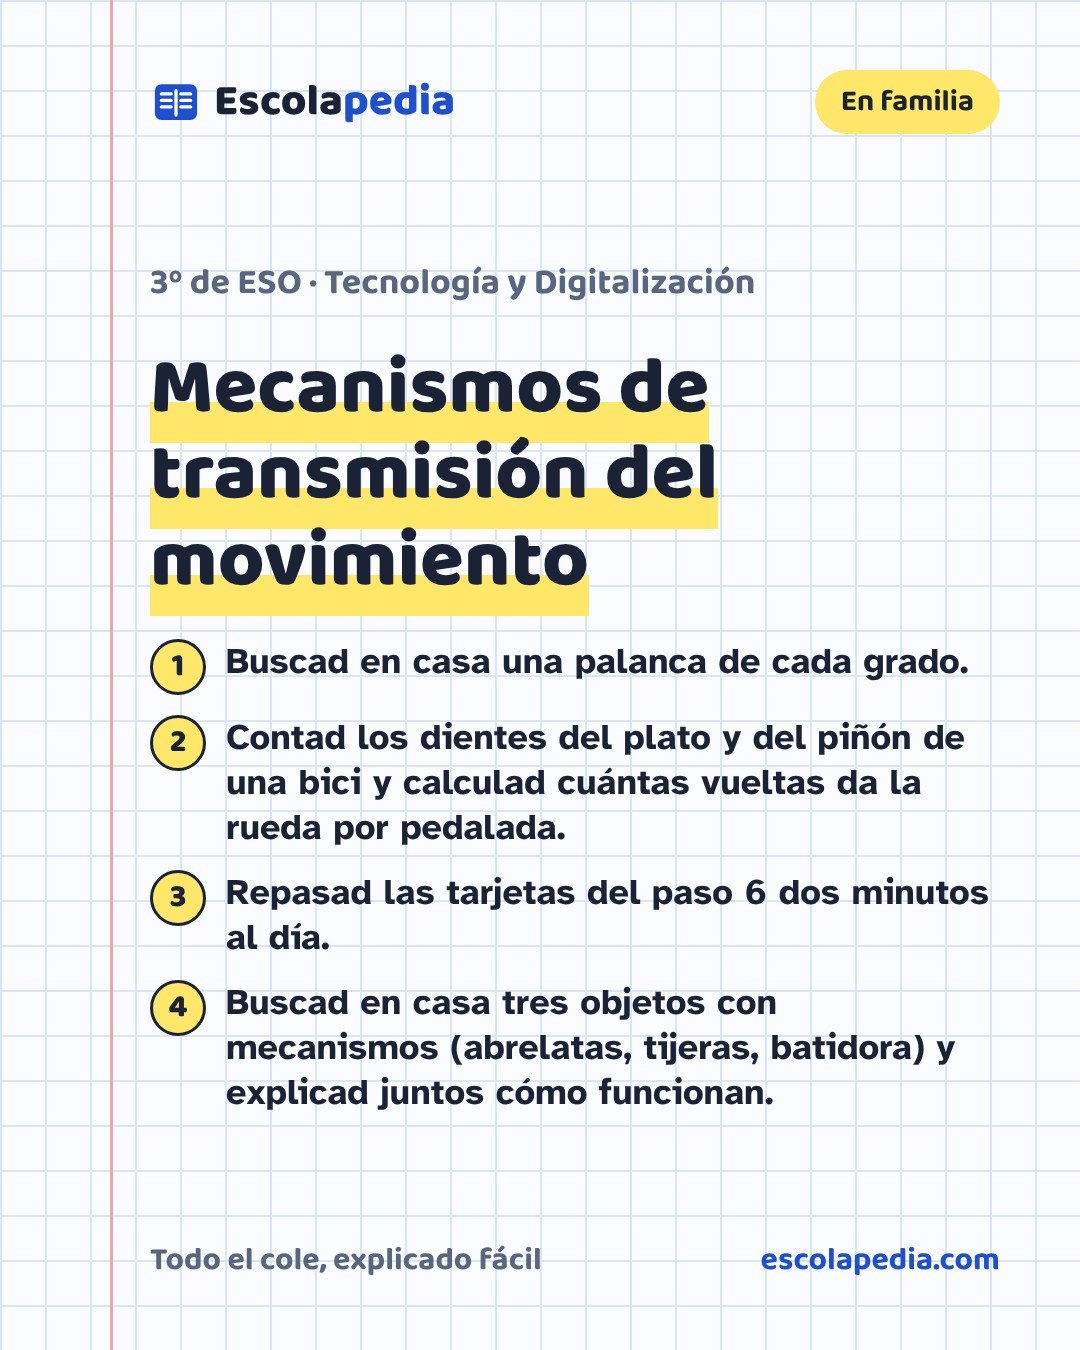 Escolapedia
En familia
3º de ESO · Tecnología y Digitalización
Mecanismos de
transmisión del
movimiento
1 Buscad en casa una palanca de cada grado.
2 Contad los dientes del plato y del piñón de
una bici y calculad cuántas vueltas da la
rueda por pedalada.
3 Repasad las tarjetas del paso 6 dos minutos
al día.
4 Buscad en casa tres objetos con
mecanismos (abrelatas, tijeras, batidora) y
explicad juntos cómo funcionan.
Todo el cole, explicado fácil
escolapedia.com